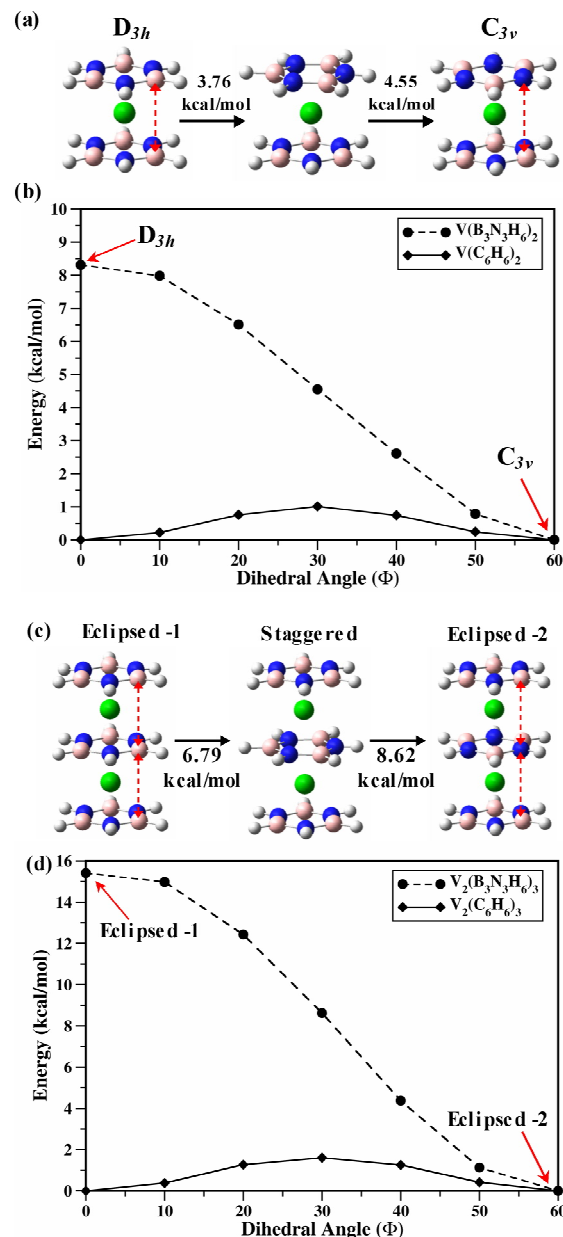 (a)
D3h
C3v
3.76
kcal/mol
4.55
kcal/mol
(b)
10
9
8
7
6
5
4
3
2
1
0
Energy (kcal/mol)
D3h
V(B3N3H6)2
V(C6H6)2
C3v
0 10 20 30 40 50 60
Dihedral Angle (Φ)
(c)
Eclipsed -1
Staggered
Eclipsed -2
6.79
kcal/mol
8.62
kcal/mol
(d)
16
14
12
10
8
6
4
2
0
Energy (kcal/mol)
V2(B3N3H6)3
V2(C6H6)3
Eclipsed -1
Eclipsed -2
0 10 20 30 40 50 60
Dihedral Angle (Φ)